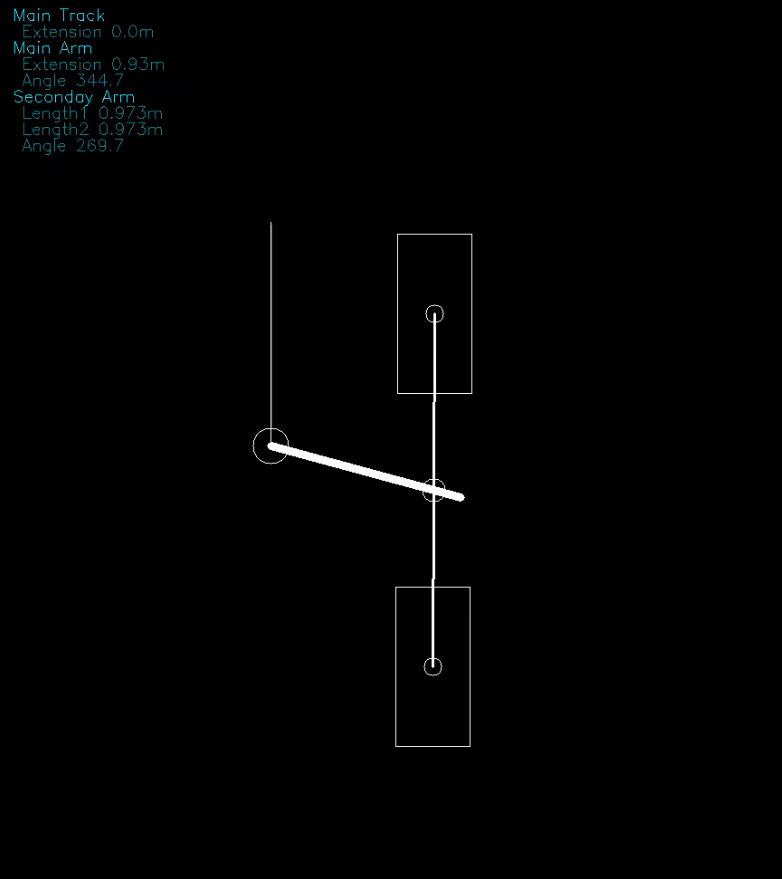 Main Track
Extension 0.0m
Main Arm
Extension 0.93m
Angle 344.7
Seconday Arm
Length1 0.973m
Length2 0.973m
Angle 269.7